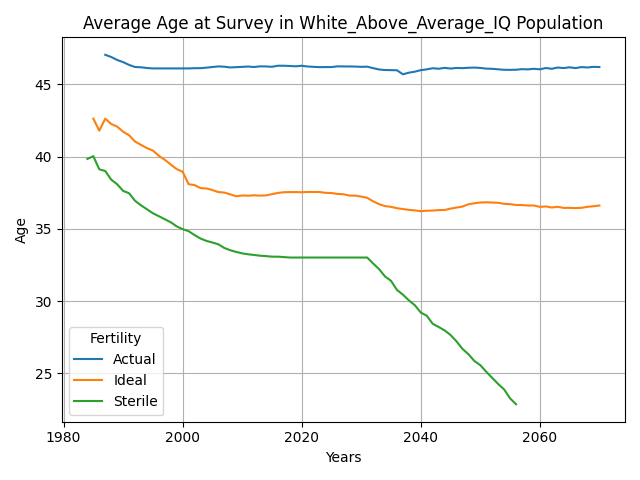 Average Age at Survey in White_Above_Average_IQ Population
Age
45
40
35
30
25
Fertility
Actual
Ideal
Sterile
1980
2000
2020
2040
2060
Years